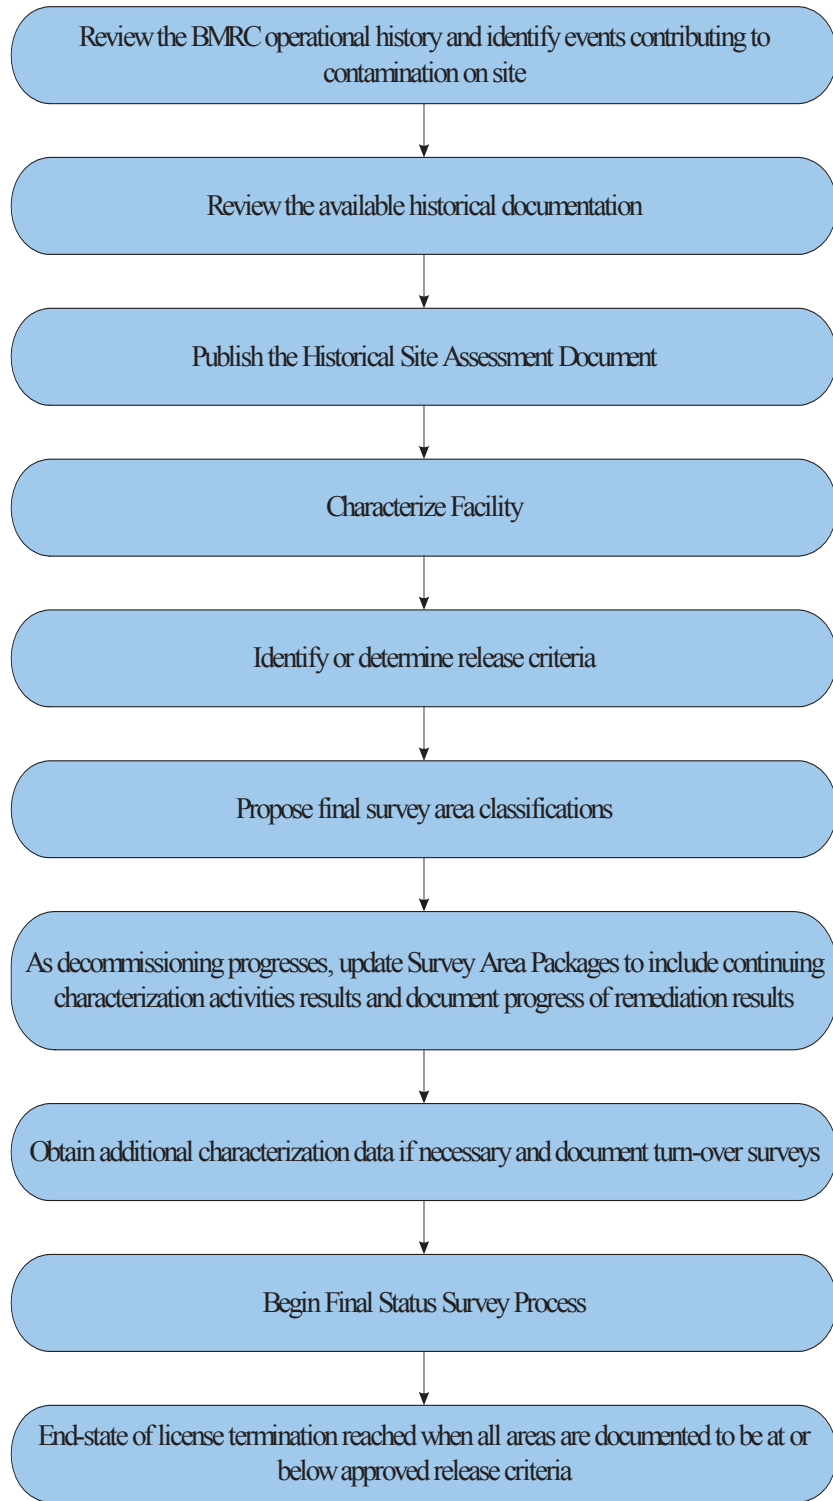 Review the BMRC operational history and identify events contributing to
contamination on site
Review the available historical documentation
Publish the Historical Site Assessment Document
Characterize Facility
Identify or determine release criteria
Propose final survey area classifications
As decommissioning progresses, update Survey Area Packages to include continuing
characterization activities results and document progress of remediation results
Obtain additional characterization data if necessary and document turn-over surveys
Begin Final Status Survey Process
End-state of license termination reached when all areas are documented to be at or
below approved release criteria